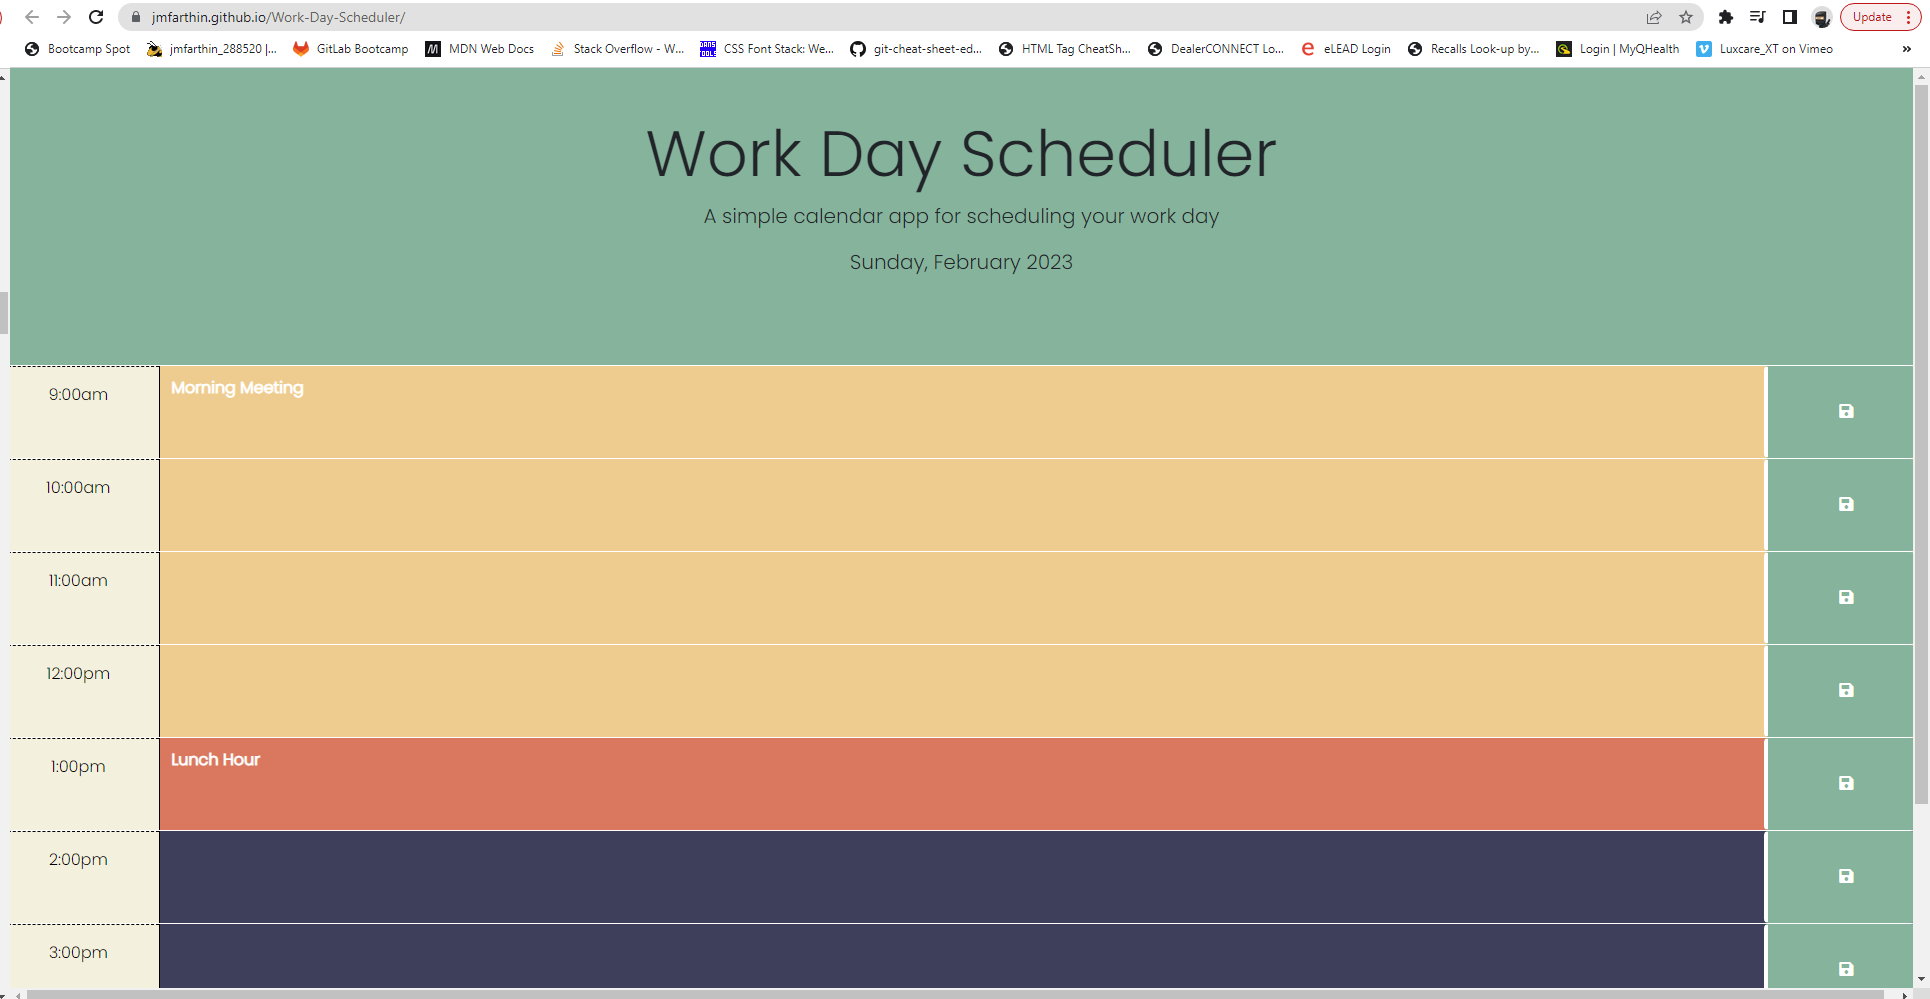 jmfarthin.github.io/Work-Day-Scheduler/
Update
Bootcamp Spot
jmfarthin_288520 |...
GitLab Bootcamp
M
MDN Web Docs
Stack Overflow - W...
DANS TOOLS
CSS Font Stack: We...
git-cheat-sheet-ed...
HTML Tag CheatSh...
DealerCONNECT Lo...
e
eLEAD Login
Recalls Look-up by...
Login | MyQHealth
Luxcare_XT on Vimeo
»
Work Day Scheduler
A simple calendar app for scheduling your work day
Sunday, February 2023
9:00am
Morning Meeting
10:00am
11:00am
12:00pm
1:00pm
Lunch Hour
2:00pm
3:00pm